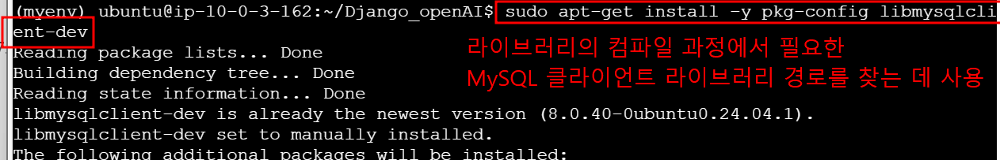 (myenv) ubuntu@ip-10-0-3-162:~/Django_openAI$ sudo apt-get install -y pkg-config libmysqlcli
ent-dev
Reading package lists... Done
라이브러리의 컴파일 과정에서 필요한
Building dependency tree... Done
MySQL 클라이언트 라이브러리 경로를 찾는 데 사용
Reading state information... Done
libmysqlclient-dev is already the newest version (8.0.40-0ubuntu0.24.04.1).
libmysqlclient-dev set to manually installed.
The following additional packages will be installed: